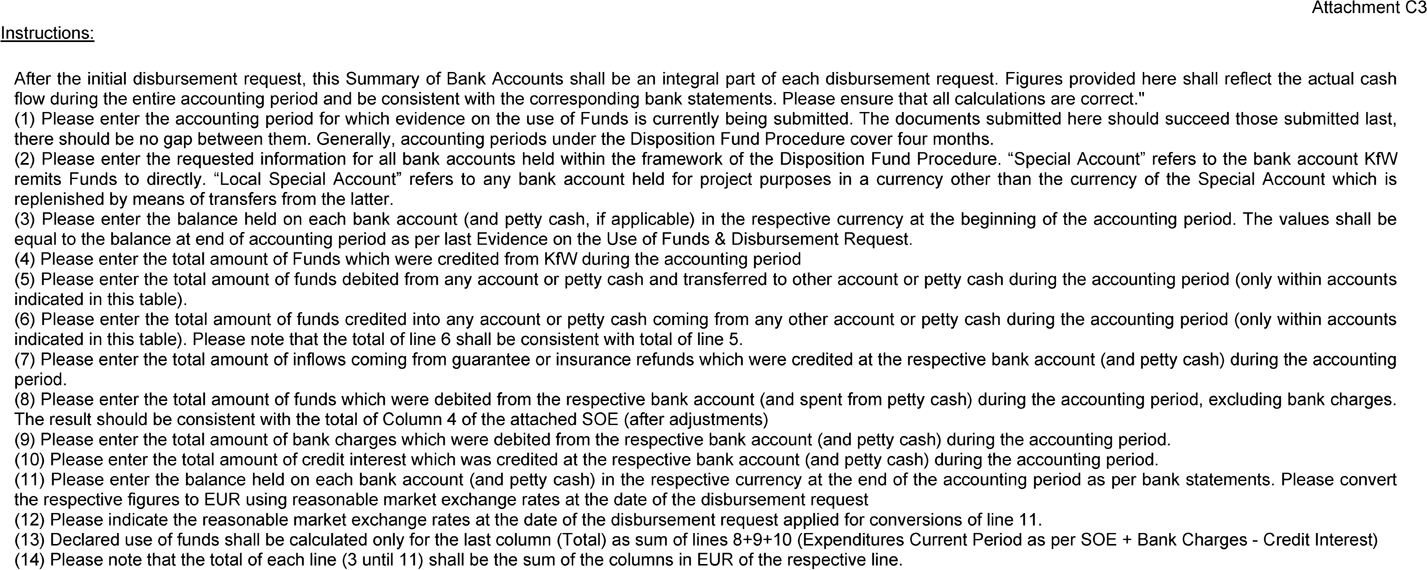 Attachment C3
Instructions:
After the initial disbursement request, this Summary of Bank Accounts shall be an integral part of each disbursement request. Figures provided here shall reflect the actual cash
flow during the entire accounting period and be consistent with the corresponding bank statements. Please ensure that all calculations are correct."
(1) Please enter the accounting period for which evidence on the use of Funds is currently being submitted. The documents submitted here should succeed those submitted last,
there should be no gap between them. Generally, accounting periods under the Disposition Fund Procedure cover four months.
(2) Please enter the requested information for all bank accounts held within the framework of the Disposition Fund Procedure. “Special Account” refers to the bank account KfW
remits Funds to directly. “Local Special Account” refers to any bank account held for project purposes in a currency other than the currency of the Special Account which is
replenished by means of transfers from the latter.
(3) Please enter the balance held on each bank account (and petty cash, if applicable) in the respective currency at the beginning of the accounting period. The values shall be
equal to the balance at end of accounting period as per last Evidence on the Use of Funds & Disbursement Request.
(4) Please enter the total amount of Funds which were credited from KfW during the accounting period
(5) Please enter the total amount of funds debited from any account or petty cash and transferred to other account or petty cash during the accounting period (only within accounts
indicated in this table).
(6) Please enter the total amount of funds credited into any account or petty cash coming from any other account or petty cash during the accounting period (only within accounts
indicated in this table). Please note that the total of line 6 shall be consistent with total of line 5.
(7) Please enter the total amount of inflows coming from guarantee or insurance refunds which were credited at the respective bank account (and petty cash) during the accounting
period.
(8) Please enter the total amount of funds which were debited from the respective bank account (and spent from petty cash) during the accounting period, excluding bank charges.
The result should be consistent with the total of Column 4 of the attached SOE (after adjustments)
(9) Please enter the total amount of bank charges which were debited from the respective bank account (and petty cash) during the accounting period.
(10) Please enter the total amount of credit interest which was credited at the respective bank account (and petty cash) during the accounting period.
(11) Please enter the balance held on each bank account (and petty cash) in the respective currency at the end of the accounting period as per bank statements. Please convert
the respective figures to EUR using reasonable market exchange rates at the date of the disbursement request
(12) Please indicate the reasonable market exchange rates at the date of the disbursement request applied for conversions of line 11.
(13) Declared use of funds shall be calculated only for the last column (Total) as sum of lines 8+9+10 (Expenditures Current Period as per SOE + Bank Charges - Credit Interest)
(14) Please note that the total of each line (3 until 11) shall be the sum of the columns in EUR of the respective line.